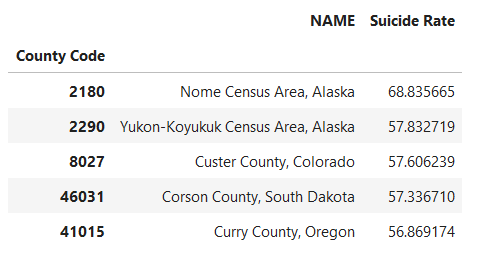 NAME Suicide Rate
County Code
2180 Nome Census Area, Alaska 68.835665
2290 Yukon-Koyukuk Census Area, Alaska 57.832719
8027 Custer County, Colorado 57.606239
46031 Corson County, South Dakota 57.336710
41015 Curry County, Oregon 56.869174